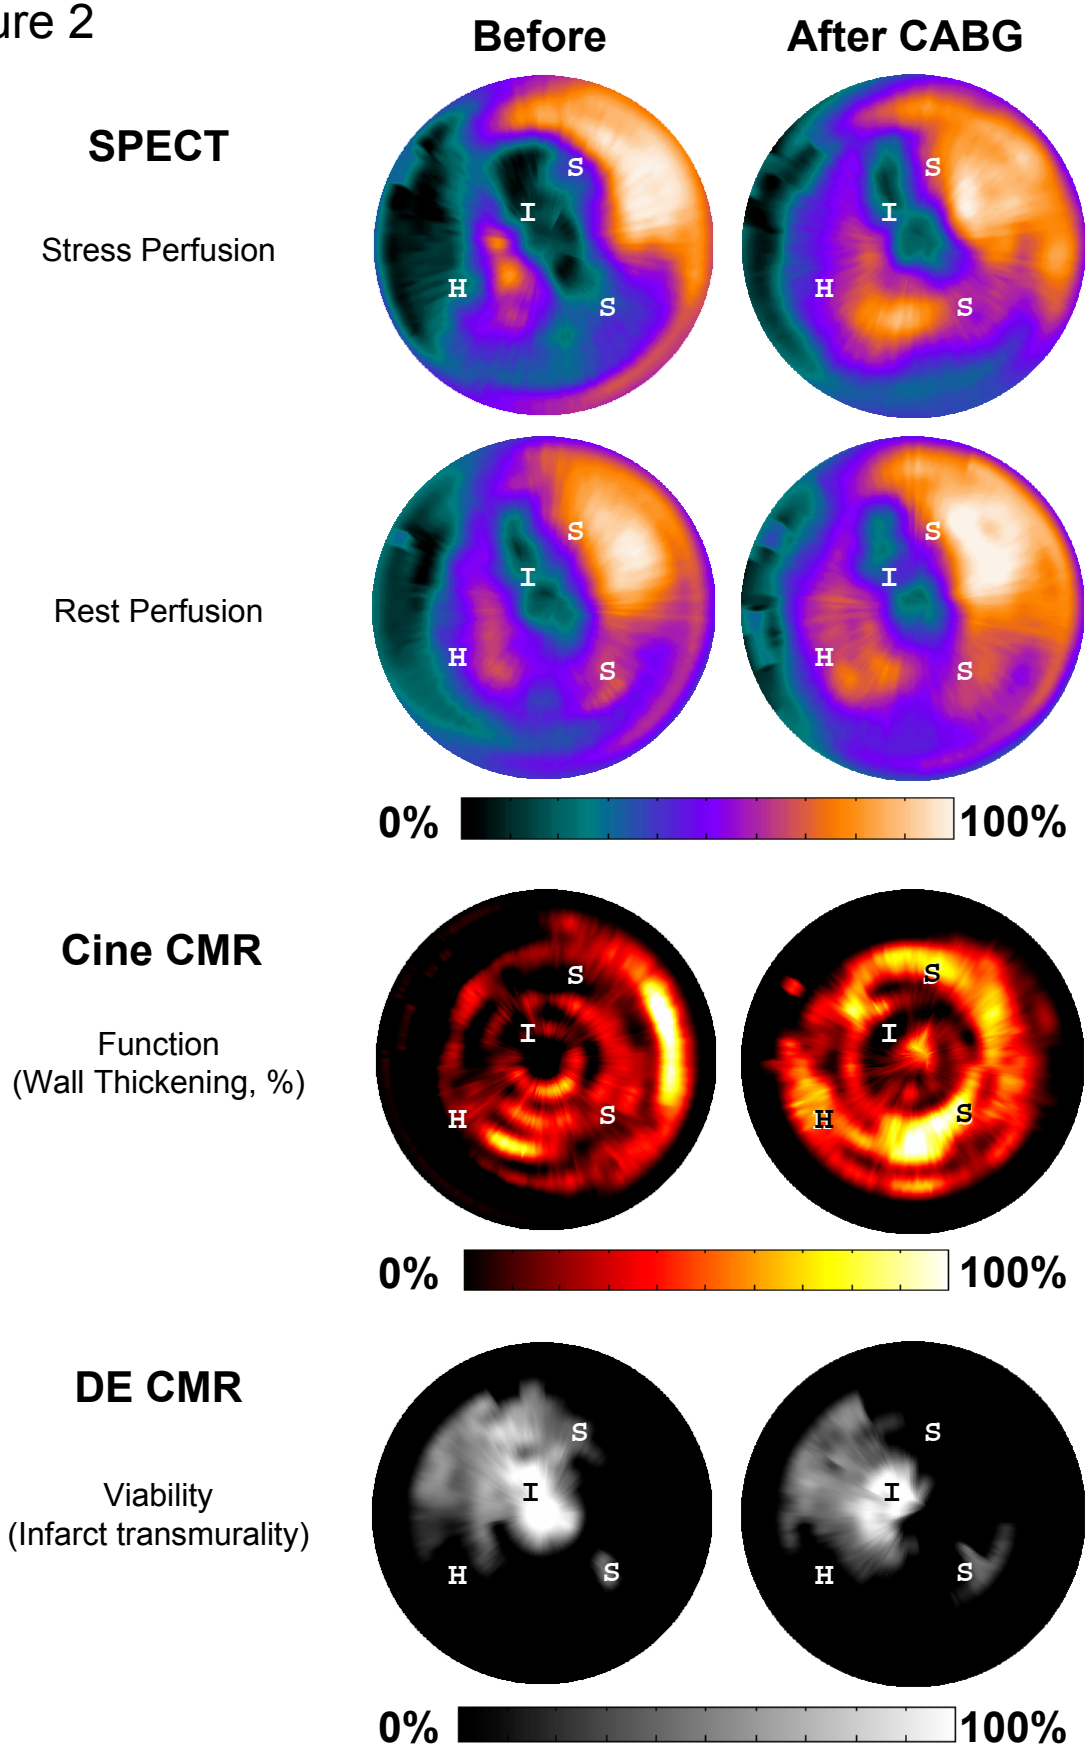 ure 2
Before
After CABG
SPECT
Stress Perfusion
S
I
H
S
S
I
H
S
Rest Perfusion
S
I
H
S
S
I
H
S
0%
100%
Cine CMR
Function
(Wall Thickening, %)
S
I
H
S
S
I
H
S
0%
100%
DE CMR
Viability
(Infarct transmurality)
S
I
H
S
S
I
H
S
0%
100%